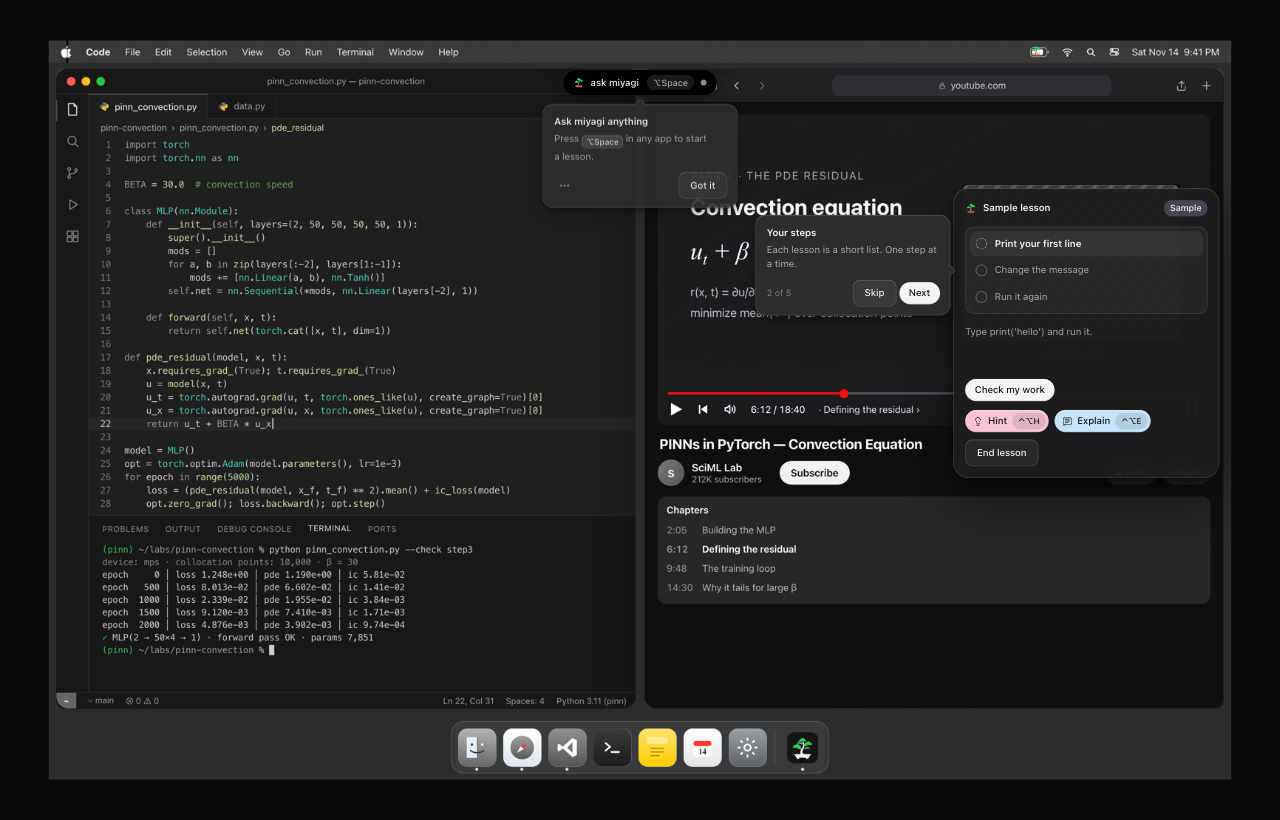 Code File Edit Selection View Go Run Terminal Window Help
Sat Nov 14 9:41 PM
pinn_convection.py — pinn-convection
pinn_convection.py
data.py
pinn-convection › pinn_convection.py › pde_residual
1 import torch
2 import torch.nn as nn
3
4 BETA = 30.0 # convection speed
5
6 class MLP(nn.Module):
7 def __init__(self, layers=(2, 50, 50, 50, 50, 1)):
8 super().__init__()
9 mods = []
10 for a, b in zip(layers[:-2], layers[1:-1]):
11 mods += [nn.Linear(a, b), nn.Tanh()]
12 self.net = nn.Sequential(*mods, nn.Linear(layers[-2], 1))
13
14 def forward(self, x, t):
15 return self.net(torch.cat([x, t], dim=1))
16
17 def pde_residual(model, x, t):
18 x.requires_grad_(True); t.requires_grad_(True)
19 u = model(x, t)
20 u_t = torch.autograd.grad(u, t, torch.ones_like(u), create_graph=True)[0]
21 u_x = torch.autograd.grad(u, x, torch.ones_like(u), create_graph=True)[0]
22 return u_t + BETA * u_x
23
24 model = MLP()
25 opt = torch.optim.Adam(model.parameters(), lr=1e-3)
26 for epoch in range(5000):
27 loss = (pde_residual(model, x_f, t_f) ** 2).mean() + ic_loss(model)
28 opt.zero_grad(); loss.backward(); opt.step()
PROBLEMS OUTPUT DEBUG CONSOLE TERMINAL PORTS
(pinn) ~/labs/pinn-convection % python pinn_convection.py --check step3
device: mps · collocation points: 10,000 · β = 30
epoch 0 | loss 1.248e+00 | pde 1.190e+00 | ic 5.81e-02
epoch 500 | loss 8.013e-02 | pde 6.602e-02 | ic 1.41e-02
epoch 1000 | loss 2.339e-02 | pde 1.955e-02 | ic 3.84e-03
epoch 1500 | loss 9.120e-03 | pde 7.410e-03 | ic 1.71e-03
epoch 2000 | loss 4.876e-03 | pde 3.902e-03 | ic 9.74e-04
✓ MLP(2 → 50×4 → 1) · forward pass OK · params 7,851
(pinn) ~/labs/pinn-convection %
main 0 0 Ln 22, Col 31 Spaces: 4 Python 3.11 (pinn)
ask miyagi ⌥Space
Ask miyagi anything
Press ⌥Space in any app to start
a lesson.
Got it
youtube.com
· THE PDE RESIDUAL
Convection equation
u_t + β
r(x, t) = ∂u/∂
minimize over collocation points
Your steps
Each lesson is a short list. One step at
a time.
2 of 5 Skip Next
6:12 / 18:40 · Defining the residual ›
PINNs in PyTorch — Convection Equation
S
SciML Lab
212K subscribers
Subscribe
Chapters
2:05 Building the MLP
6:12 Defining the residual
9:48 The training loop
14:30 Why it fails for large β
Sample lesson Sample
Print your first line
Change the message
Run it again
Type print('hello') and run it.
Check my work
Hint ^⌥H
Explain ^⌥E
End lesson
14